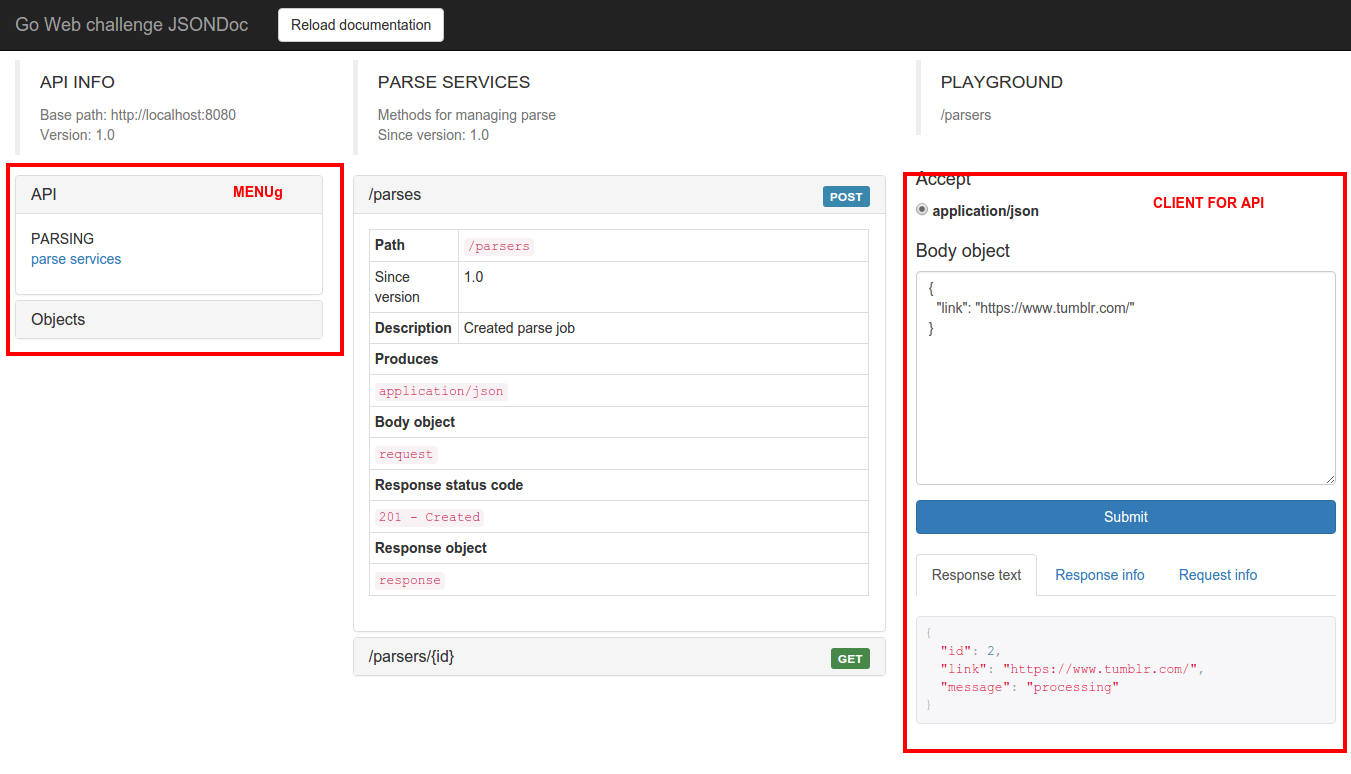 Go Web challenge JSONDoc
Reload documentation
API INFO
Base path: http://localhost:8080
Version: 1.0
PARSE SERVICES
Methods for managing parse
Since version: 1.0
PLAYGROUND
/parsers
API
MENUg
PARSING
parse services
Objects
/parses
POST
Path
/parsers
Since
version
1.0
Description
Created parse job
Produces
application/json
Body object
request
Response status code
201 - Created
Response object
response
/parsers/{id}
GET
Accept
CLIENT FOR API
application/json
Body object
{
"link": "https://www.tumblr.com/"
}
Submit
Response text
Response info
Request info
{
"id": 2,
"link": "https://www.tumblr.com/",
"message": "processing"
}